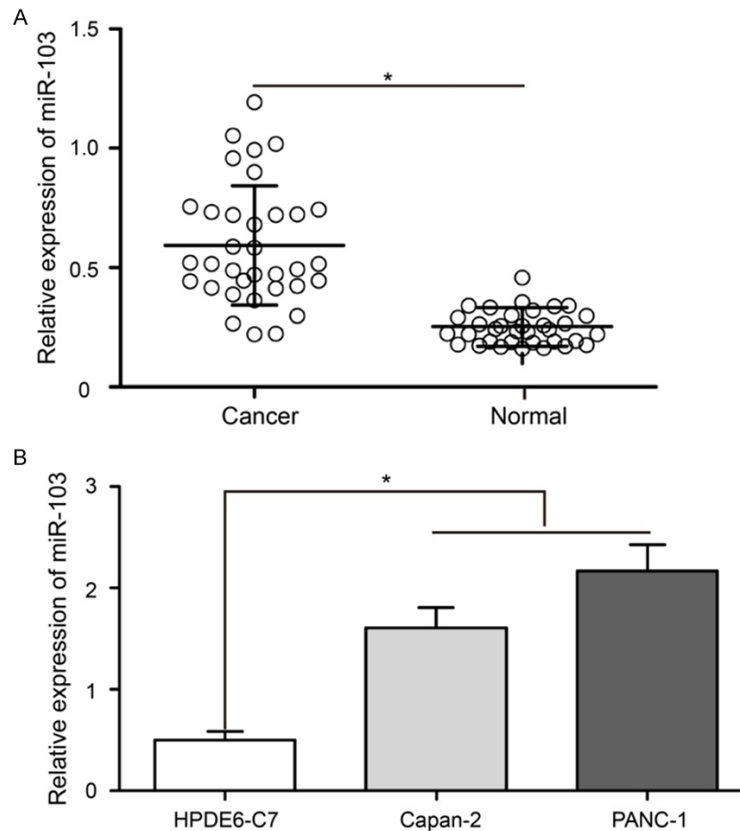 A
Relative expression of miR-103
1.5
1.0
0.5
0
*
Cancer
Normal
B
Relative expression of miR-103
3
2
1
0
*
HPDE6-C7
Capan-2
PANC-1